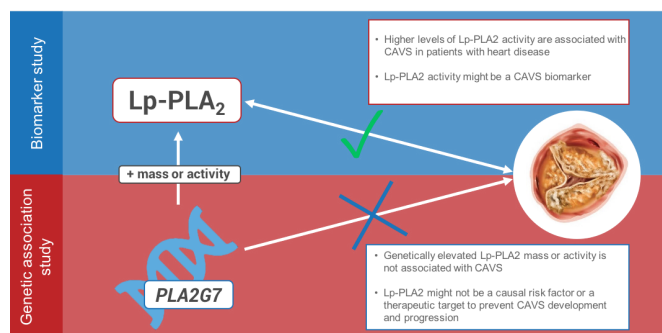 Biomarker study
• Higher levels of Lp-PLA2 activity are associated with
CAVS in patients with heart disease
• Lp-PLA2 activity might be a CAVS biomarker
Lp-PLA₂
+ mass or activity
Genetic association
study
PLA2G7
• Genetically elevated Lp-PLA2 mass or activity is
not associated with CAVS
• Lp-PLA2 might not be a causal risk factor or a
therapeutic target to prevent CAVS development
and progression